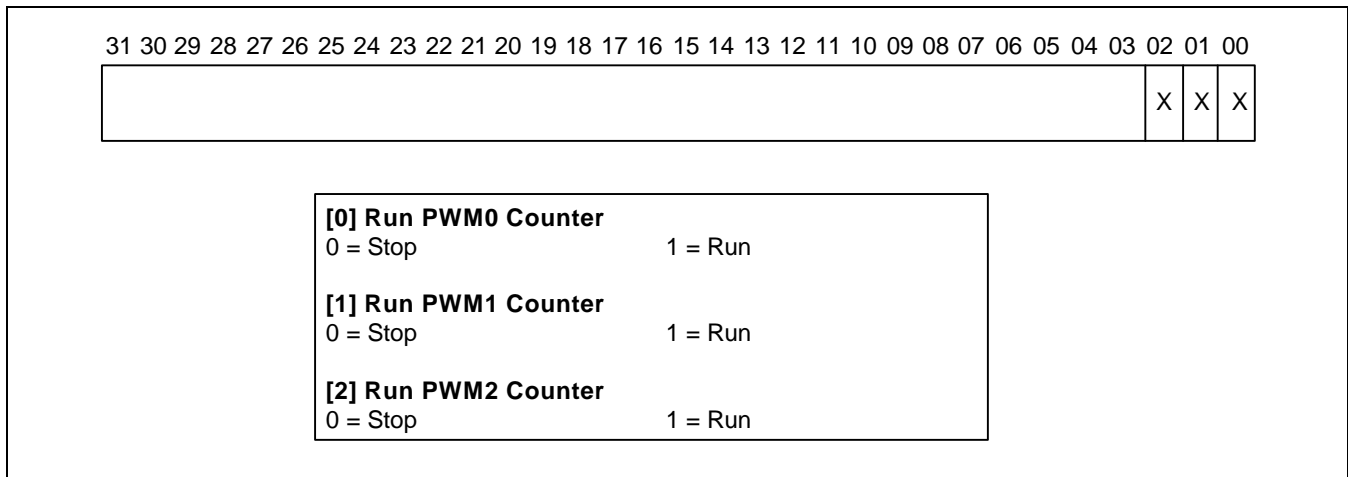 31 30 29 28 27 26 25 24 23 22 21 20 19 18 17 16 15 14 13 12 11 10 09 08 07 06 05 04 03 02 01 00
X X X
[0] Run PWM0 Counter
0 = Stop 1 = Run
[1] Run PWM1 Counter
0 = Stop 1 = Run
[2] Run PWM2 Counter
0 = Stop 1 = Run